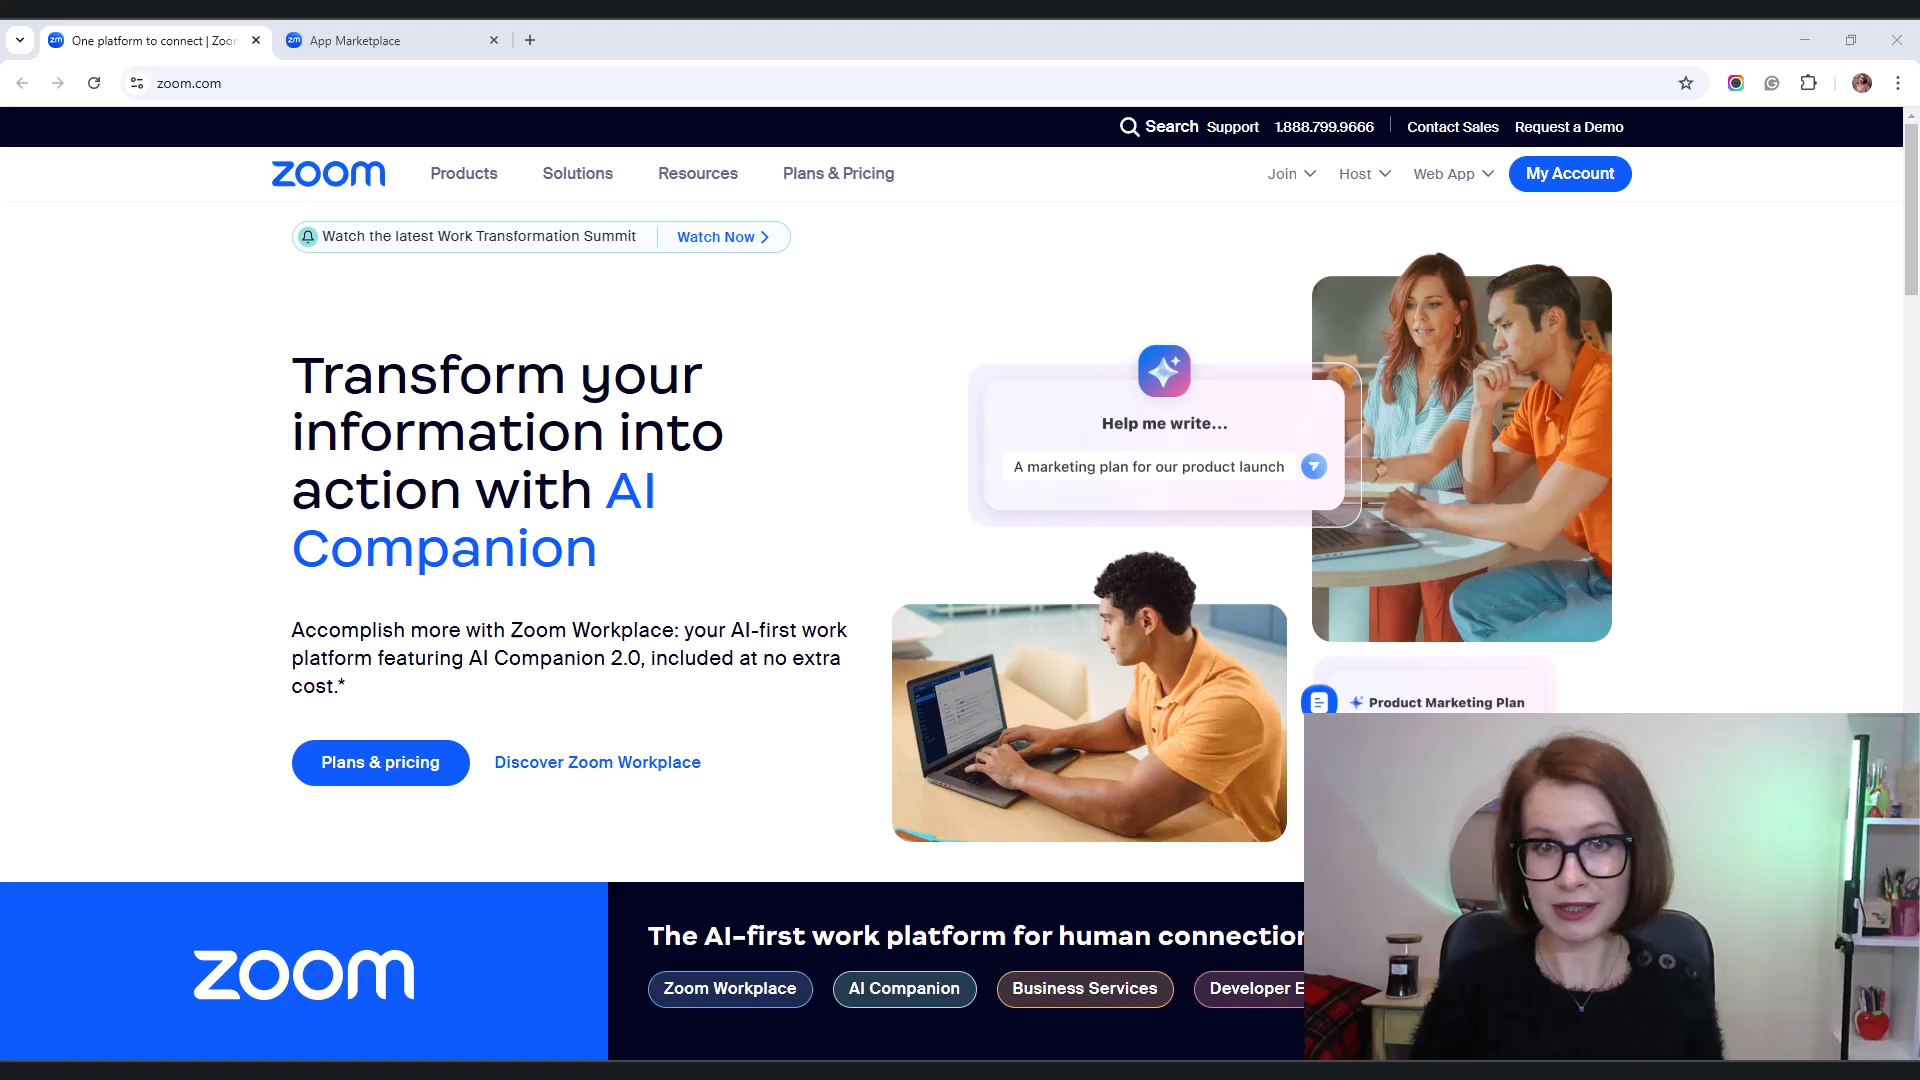 One platform to connect | Zoo
App Marketplace
zoom.com
Search Support 1.888.799.9666 Contact Sales Request a Demo
zoom Products Solutions Resources Plans & Pricing Join Host Web App My Account
Watch the latest Work Transformation Summit Watch Now
Transform your
information into
action with AI
Companion
Accomplish more with Zoom Workplace: your AI-first work
platform featuring AI Companion 2.0, included at no extra
cost.*
Plans & pricing Discover Zoom Workplace
Help me write...
A marketing plan for our product launch
Product Marketing Plan
zoom
The AI-first work platform for human connection
Zoom Workplace AI Companion Business Services Developer E